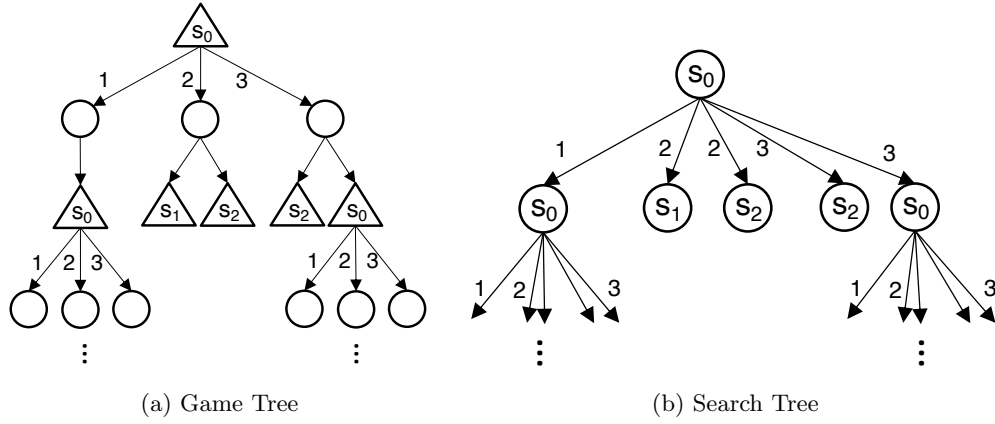 s₀
1 2 3
s₀ s₁ s₂ s₂ s₀
1 2 3 1 2 3
(a) Game Tree
s₀
1 2 2 3 3
s₀ s₁ s₂ s₂ s₀
1 2 3 1 2 3
(b) Search Tree